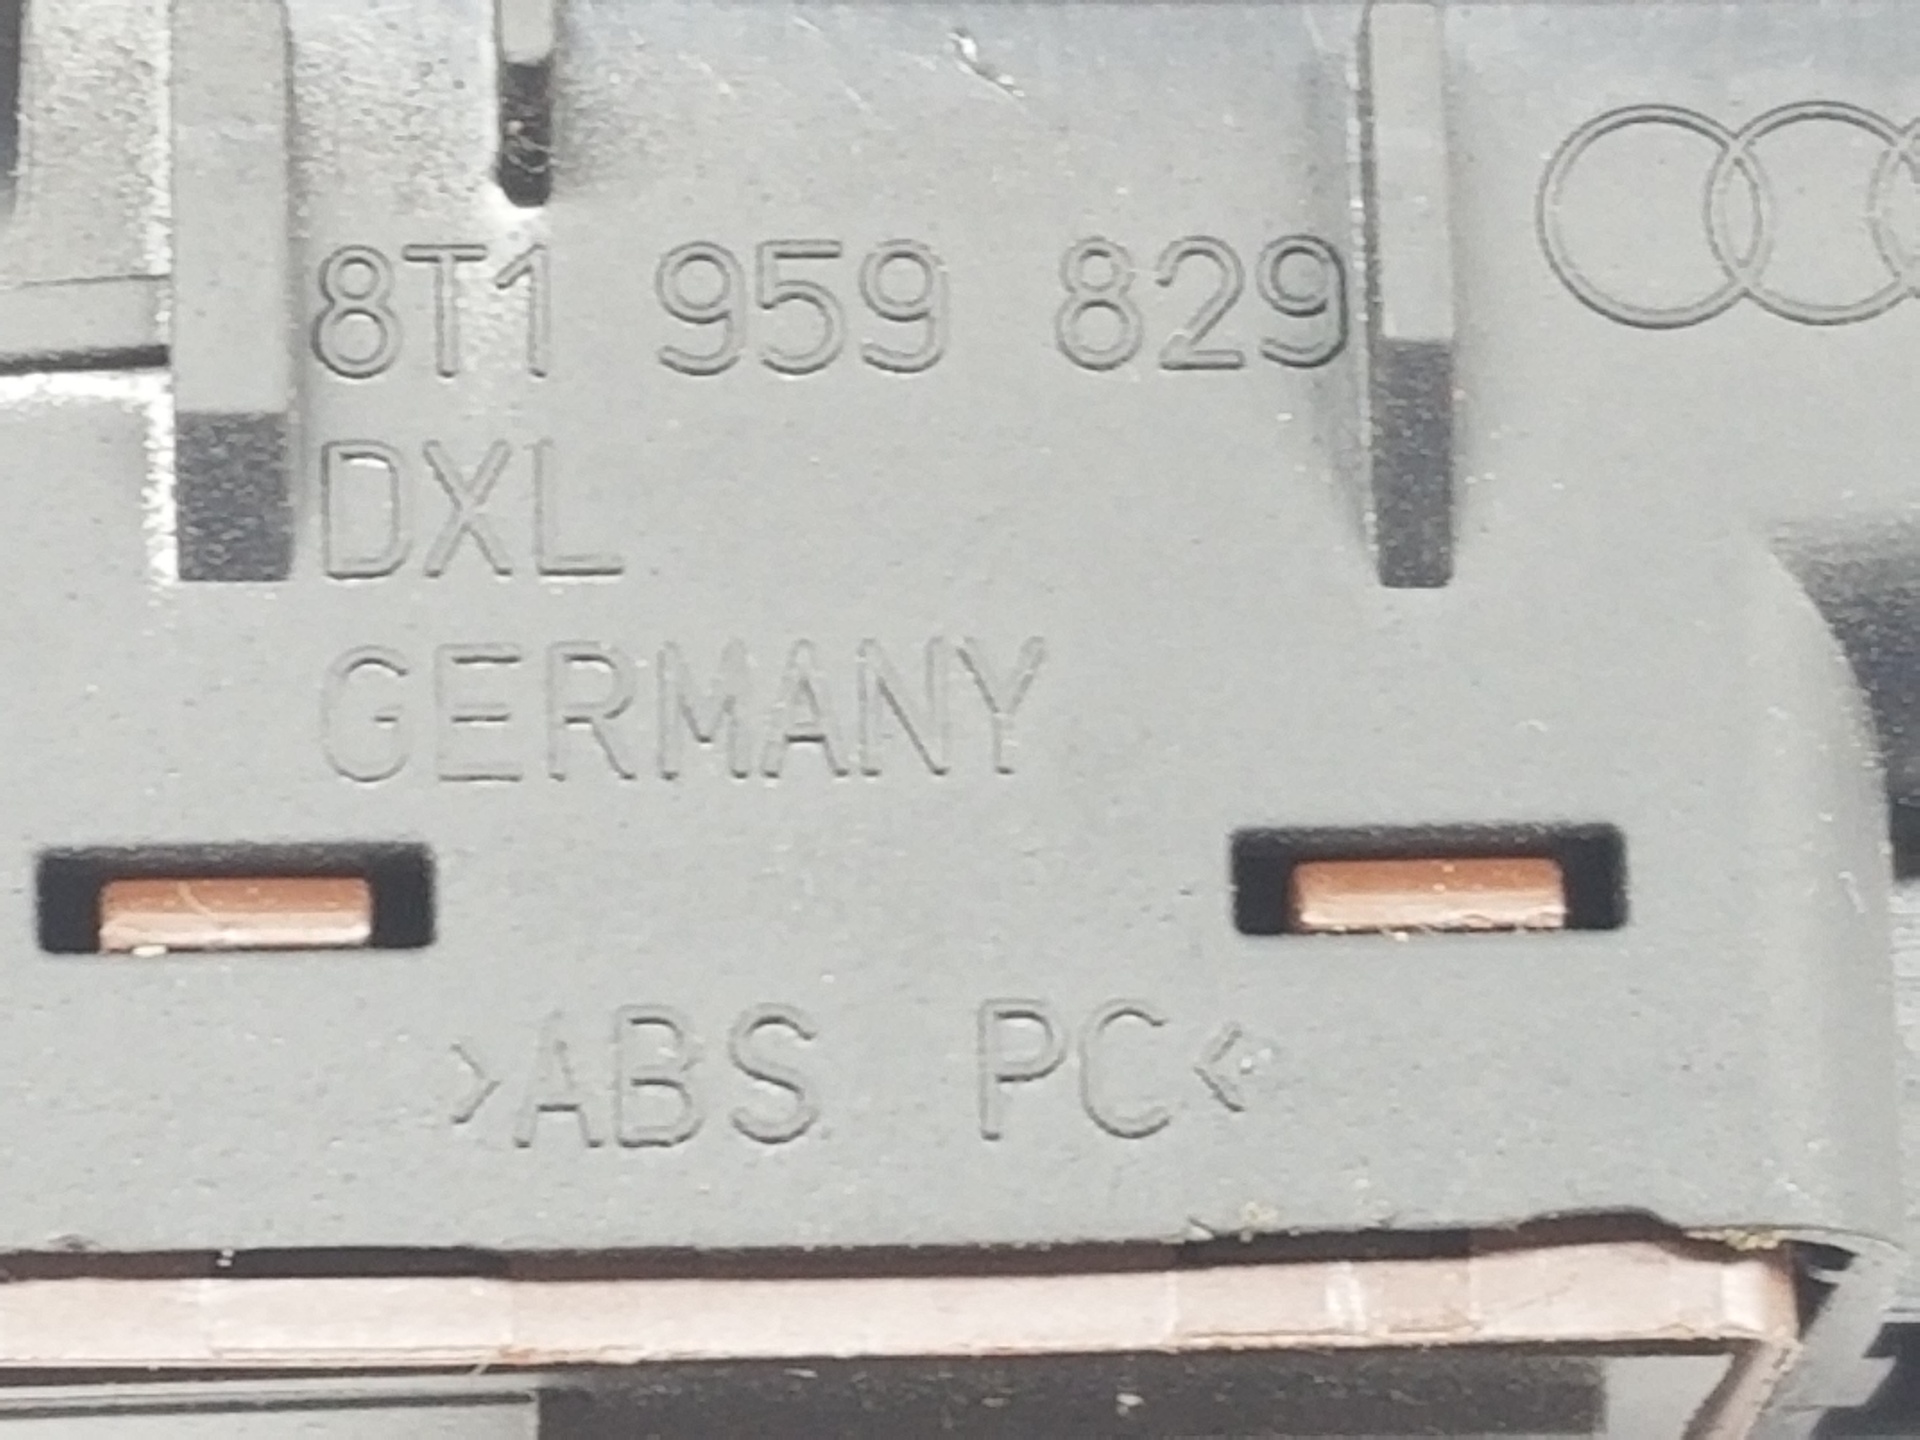 8T1 959 829
DXL
GERMANY
>ABS PC<